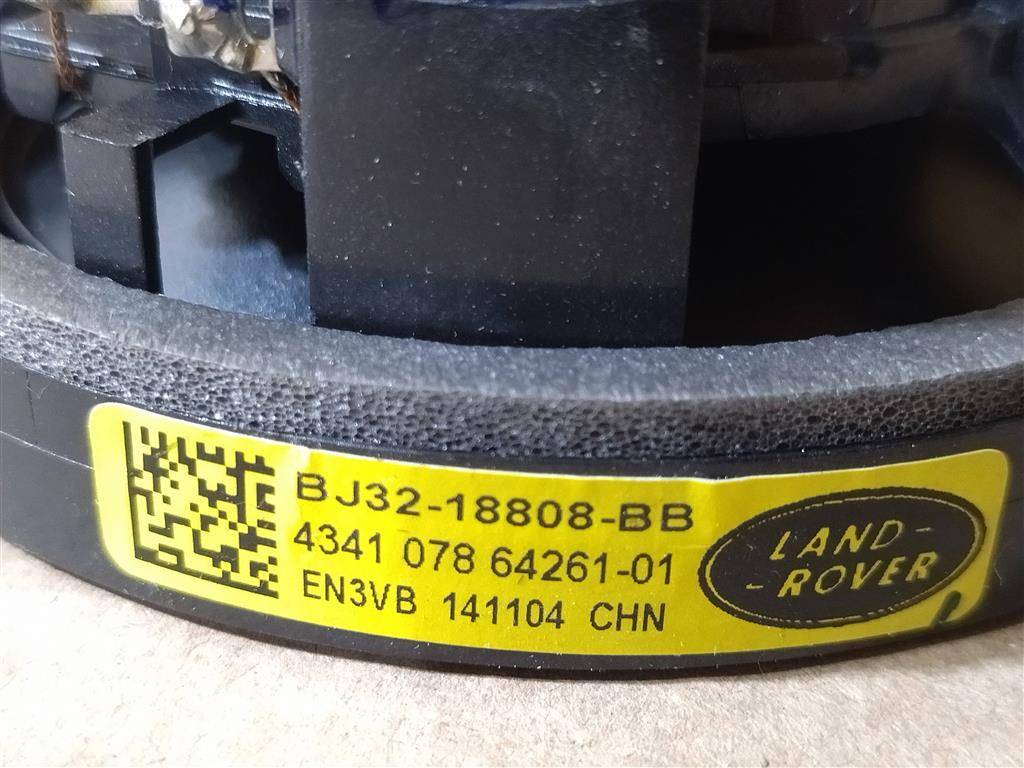 BJ32-18808-BB
4341 078 64261-01
EN3VB 141104 CHN
LAND-
-ROVER